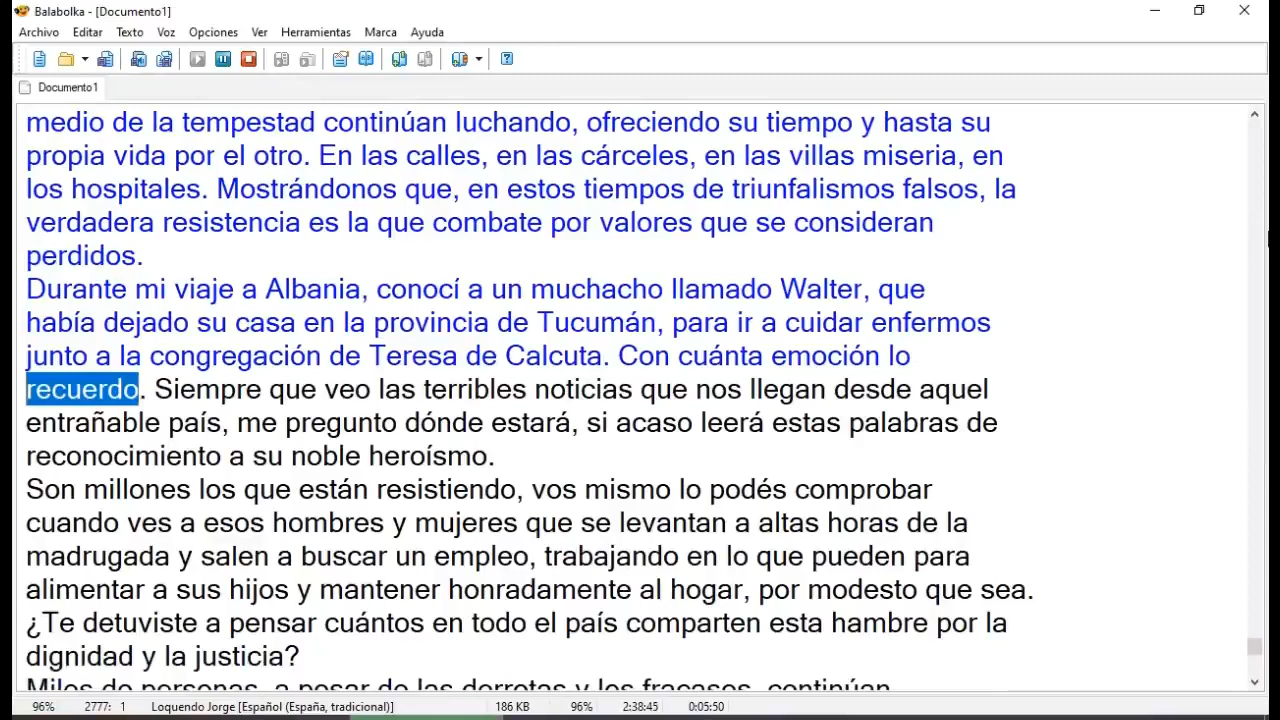 Balabolka - [Documento1]
Archivo Editar Texto Voz Opciones Ver Herramientas Marca Ayuda
Documento1
medio de la tempestad continúan luchando, ofreciendo su tiempo y hasta su
propia vida por el otro. En las calles, en las cárceles, en las villas miseria, en
los hospitales. Mostrándonos que, en estos tiempos de triunfalismos falsos, la
verdadera resistencia es la que combate por valores que se consideran
perdidos.
Durante mi viaje a Albania, conocí a un muchacho llamado Walter, que
había dejado su casa en la provincia de Tucumán, para ir a cuidar enfermos
junto a la congregación de Teresa de Calcuta. Con cuánta emoción lo
recuerdo. Siempre que veo las terribles noticias que nos llegan desde aquel
entrañable país, me pregunto dónde estará, si acaso leerá estas palabras de
reconocimiento a su noble heroísmo.
Son millones los que están resistiendo, vos mismo lo podés comprobar
cuando ves a esos hombres y mujeres que se levantan a altas horas de la
madrugada y salen a buscar un empleo, trabajando en lo que pueden para
alimentar a sus hijos y mantener honradamente al hogar, por modesto que sea.
¿Te detuviste a pensar cuántos en todo el país comparten esta hambre por la
dignidad y la justicia?
Miles de personas, a pesar de las derrotas y los fracasos, continúan
96% 2777: 1 Loquendo Jorge [Español (España, tradicional)] 186 KB 96% 2:38:45 0:05:50